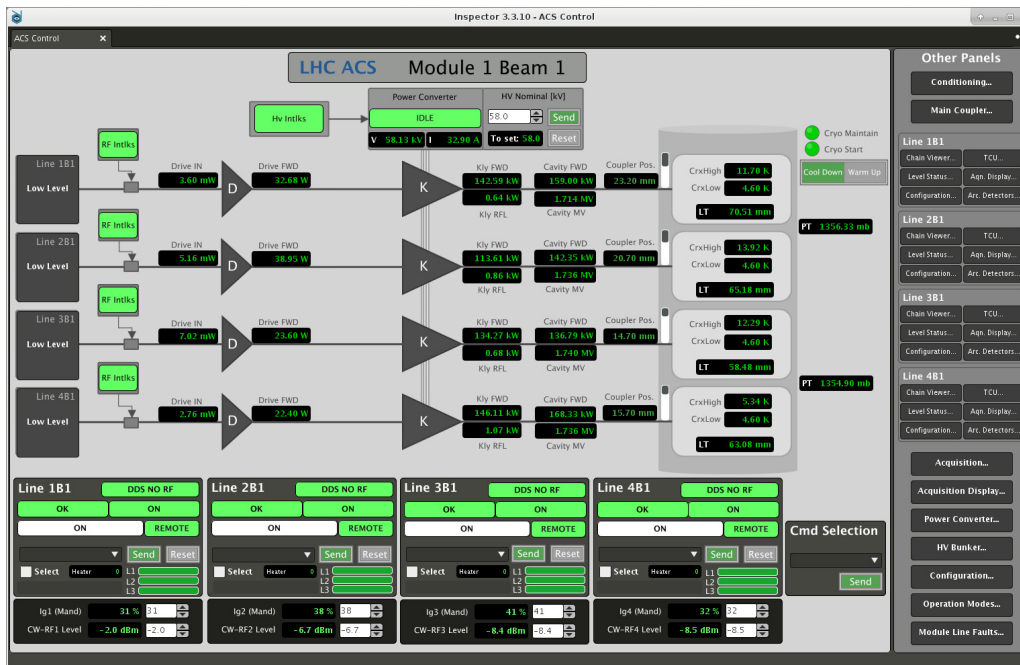 Inspector 3.3.10 - ACS Control
ACS Control x
LHC ACS Module 1 Beam 1
Power Converter HV Nominal [kV]
Hv Intlks IDLE 58.0 Send
V 58.13 kV I 32.90 A To set: 58.0 Reset
Cryo Maintain
Cryo Start
Cool Down Warm Up
Line 1B1
Low Level
RF Intlks
Drive IN
3.60 mW
D
Drive FWD
32.68 W
K
Kly FWD
142.59 kW
0.64 kW
Kly RFL
Cavity FWD
159.00 kW
1.714 MV
Cavity MV
Coupler Pos.
23.20 mm
CrxHigh 11.70 K
CrxLow 4.60 K
LT 70.51 mm
PT 1356.33 mb
Line 2B1
Low Level
RF Intlks
Drive IN
5.16 mW
D
Drive FWD
38.95 W
K
Kly FWD
113.61 kW
0.86 kW
Kly RFL
Cavity FWD
142.35 kW
1.736 MV
Cavity MV
Coupler Pos.
20.70 mm
CrxHigh 13.92 K
CrxLow 4.60 K
LT 65.18 mm
Line 3B1
Low Level
RF Intlks
Drive IN
7.02 mW
D
Drive FWD
23.60 W
K
Kly FWD
134.27 kW
0.68 kW
Kly RFL
Cavity FWD
136.79 kW
1.740 MV
Cavity MV
Coupler Pos.
14.70 mm
CrxHigh 12.29 K
CrxLow 4.60 K
LT 58.48 mm
PT 1354.90 mb
Line 4B1
Low Level
RF Intlks
Drive IN
2.76 mW
D
Drive FWD
22.40 W
K
Kly FWD
146.11 kW
1.07 kW
Kly RFL
Cavity FWD
168.33 kW
1.736 MV
Cavity MV
Coupler Pos.
15.70 mm
CrxHigh 5.34 K
CrxLow 4.60 K
LT 63.08 mm
Line 1B1 DDS NO RF
OK ON
ON REMOTE
Send Reset
Select Heater 0 L1
L2
L3
Ig1 (Mand) 31 % 31
CW-RF1 Level -2.0 dBm -2.0
Line 2B1 DDS NO RF
OK ON
ON REMOTE
Send Reset
Select Heater 0 L1
L2
L3
Ig2 (Mand) 38 % 38
CW-RF2 Level -6.7 dBm -6.7
Line 3B1 DDS NO RF
OK ON
ON REMOTE
Send Reset
Select Heater 0 L1
L2
L3
Ig3 (Mand) 41 % 41
CW-RF3 Level -8.4 dBm -8.4
Line 4B1 DDS NO RF
OK ON
ON REMOTE
Send Reset
Select Heater 0 L1
L2
L3
Ig4 (Mand) 32 % 32
CW-RF4 Level -8.5 dBm -8.5
Cmd Selection
Send
Other Panels
Conditioning...
Main Coupler...
Line 1B1
Chain Viewer... TCU...
Level Status... Aqn. Display...
Configuration... Arc. Detectors...
Line 2B1
Chain Viewer... TCU...
Level Status... Aqn. Display...
Configuration... Arc. Detectors...
Line 3B1
Chain Viewer... TCU...
Level Status... Aqn. Display...
Configuration... Arc. Detectors...
Line 4B1
Chain Viewer... TCU...
Level Status... Aqn. Display...
Configuration... Arc. Detectors...
Acquisition...
Acquisition Display...
Power Converter...
HV Bunker...
Configuration...
Operation Modes...
Module Line Faults...